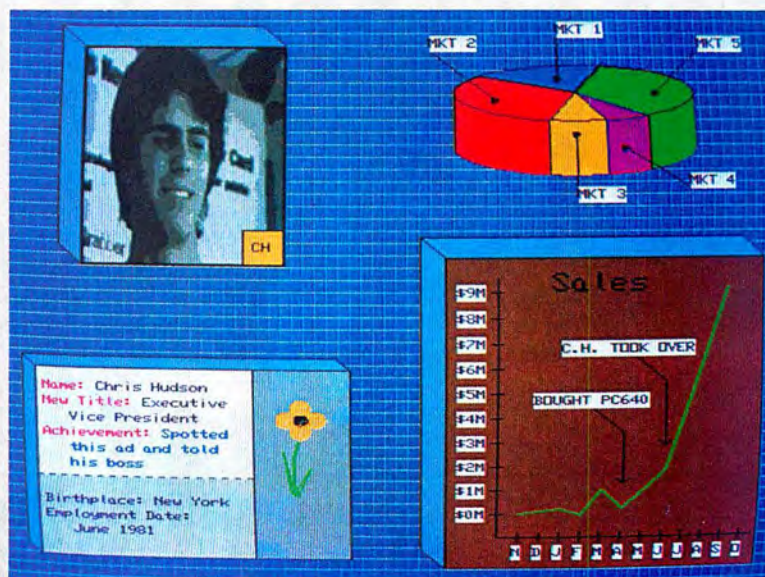 MKT 2
MKT 1
MKT 5
MKT 3
MKT 4
CH
Sales
$9M
$8M
$7M
$6M
$5M
$4M
$3M
$2M
$1M
$0M
C.H. TOOK OVER
BOUGHT PC640
N D J F M A M J J A S D
Name: Chris Hudson
New Title: Executive
Vice President
Achievement: Spotted
this ad and told
his boss
Birthplace: New York
Employment Date:
June 1981